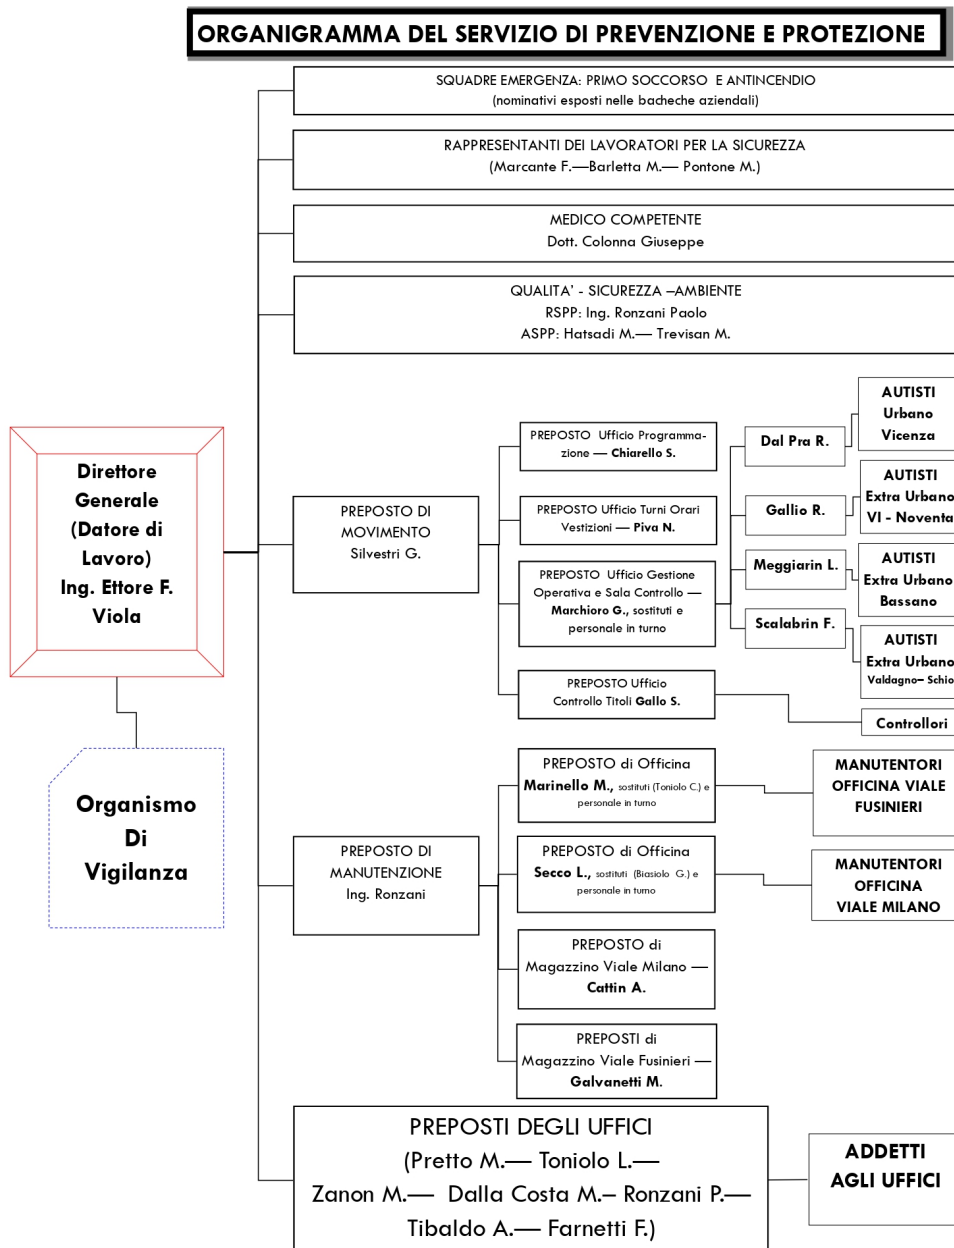 ORGANIGRAMMA DEL SERVIZIO DI PREVENZIONE E PROTEZIONE
SQUADRE EMERGENZA: PRIMO SOCCORSO E ANTINCENDIO
(nominativi esposti nelle bacheche aziendali)
RAPPRESENTANTI DEI LAVORATORI PER LA SICUREZZA
(Marcante F.—Barletta M.— Pontone M.)
MEDICO COMPETENTE
Dott. Colonna Giuseppe
QUALITA’ - SICUREZZA –AMBIENTE
RSPP: Ing. Ronzani Paolo
ASPP: Hatsadi M.— Trevisan M.
Direttore
Generale
(Datore di
Lavoro)
Ing. Ettore F.
Viola
Organismo
Di
Vigilanza
PREPOSTO DI
MOVIMENTO
Silvestri G.
PREPOSTO Ufficio Programma-
zione — Chiarello S.
PREPOSTO Ufficio Turni Orari
Vestizioni — Piva N.
PREPOSTO Ufficio Gestione
Operativa e Sala Controllo —
Marchioro G., sostituti e
personale in turno
PREPOSTO Ufficio
Controllo Titoli Gallo S.
Dal Pra R.
Gallio R.
Meggiarin L.
Scalabrin F.
AUTISTI
Urbano
Vicenza
AUTISTI
Extra Urbano
VI - Noventa
AUTISTI
Extra Urbano
Bassano
AUTISTI
Extra Urbano
Valdagno– Schio
Controllori
PREPOSTO DI
MANUTENZIONE
Ing. Ronzani
PREPOSTO di Officina
Marinello M., sostituti (Toniolo C.) e
personale in turno
PREPOSTO di Officina
Secco L., sostituti (Biasiolo G.) e
personale in turno
PREPOSTO di
Magazzino Viale Milano —
Cattin A.
PREPOSTI di
Magazzino Viale Fusinieri —
Galvanetti M.
MANUTENTORI
OFFICINA VIALE
FUSINIERI
MANUTENTORI
OFFICINA
VIALE MILANO
PREPOSTI DEGLI UFFICI
(Pretto M.— Toniolo L.—
Zanon M.— Dalla Costa M.– Ronzani P.—
Tibaldo A.— Farnetti F.)
ADDETTI
AGLI UFFICI